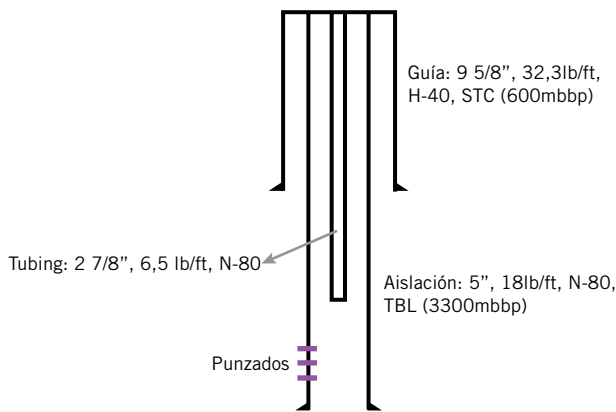 Guía: 9 5/8”, 32,3lb/ft,
H-40, STC (600mbbp)
Tubing: 2 7/8”, 6,5 lb/ft, N-80
Aislación: 5”, 18lb/ft, N-80,
TBL (3300mbbp)
Punzados